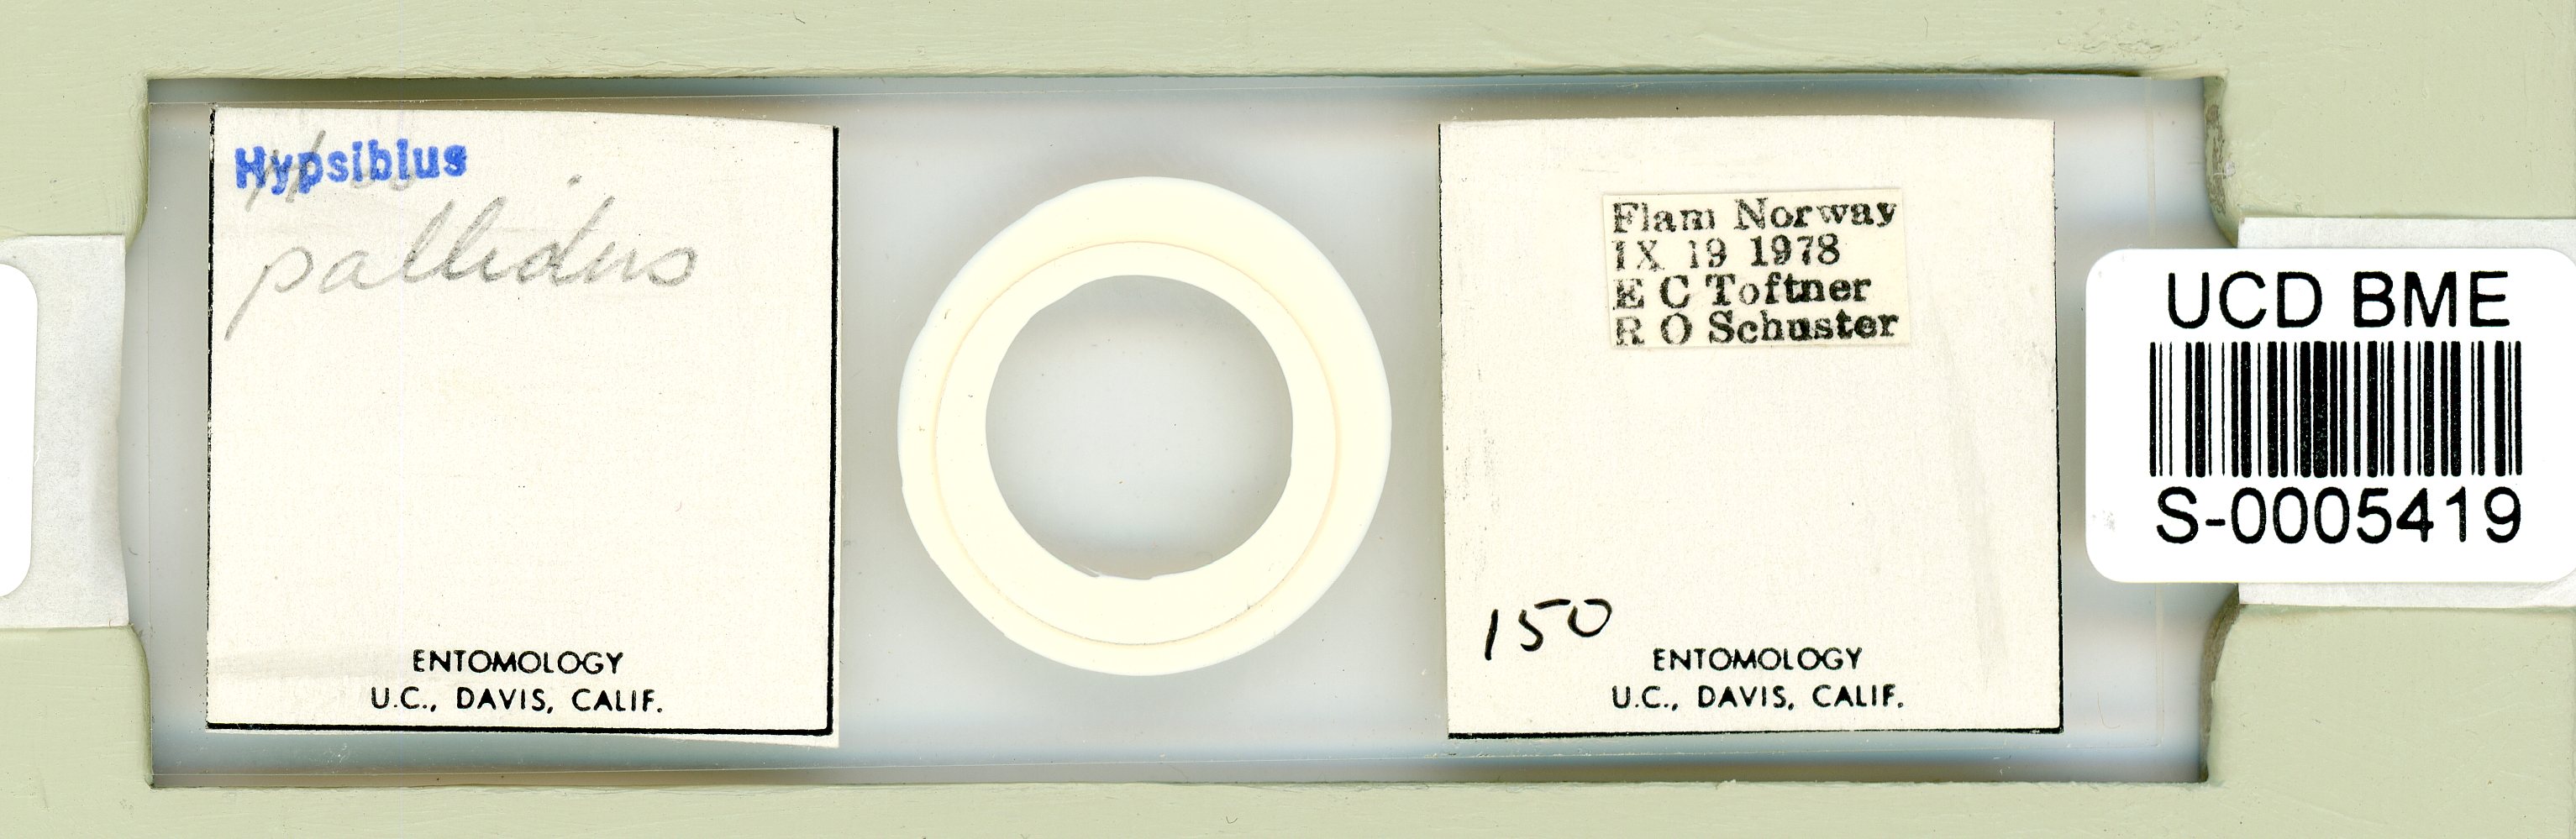 Hypsibius
pallidus
ENTOMOLOGY
U.C., DAVIS, CALIF.
Flam Norway
IX 19 1978
E C Toftner
R O Schuster
150
ENTOMOLOGY
U.C., DAVIS, CALIF.
UCD BME
S-0005419